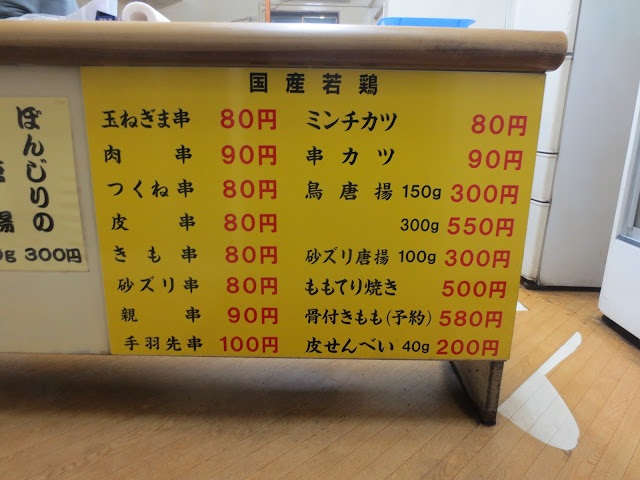 国産若鶏
玉ねぎま串 80円
肉串 90円
つくね串 80円
皮串 80円
きも串 80円
砂ズリ串 80円
親串 90円
手羽先串 100円
ミンチカツ 80円
串カツ 90円
鳥唐揚 150g 300円
300g 550円
砂ズリ唐揚 100g 300円
ももてり焼き 500円
骨付きもも(予約) 580円
皮せんべい 40g 200円
ぼんじりの
揚
0g 300円